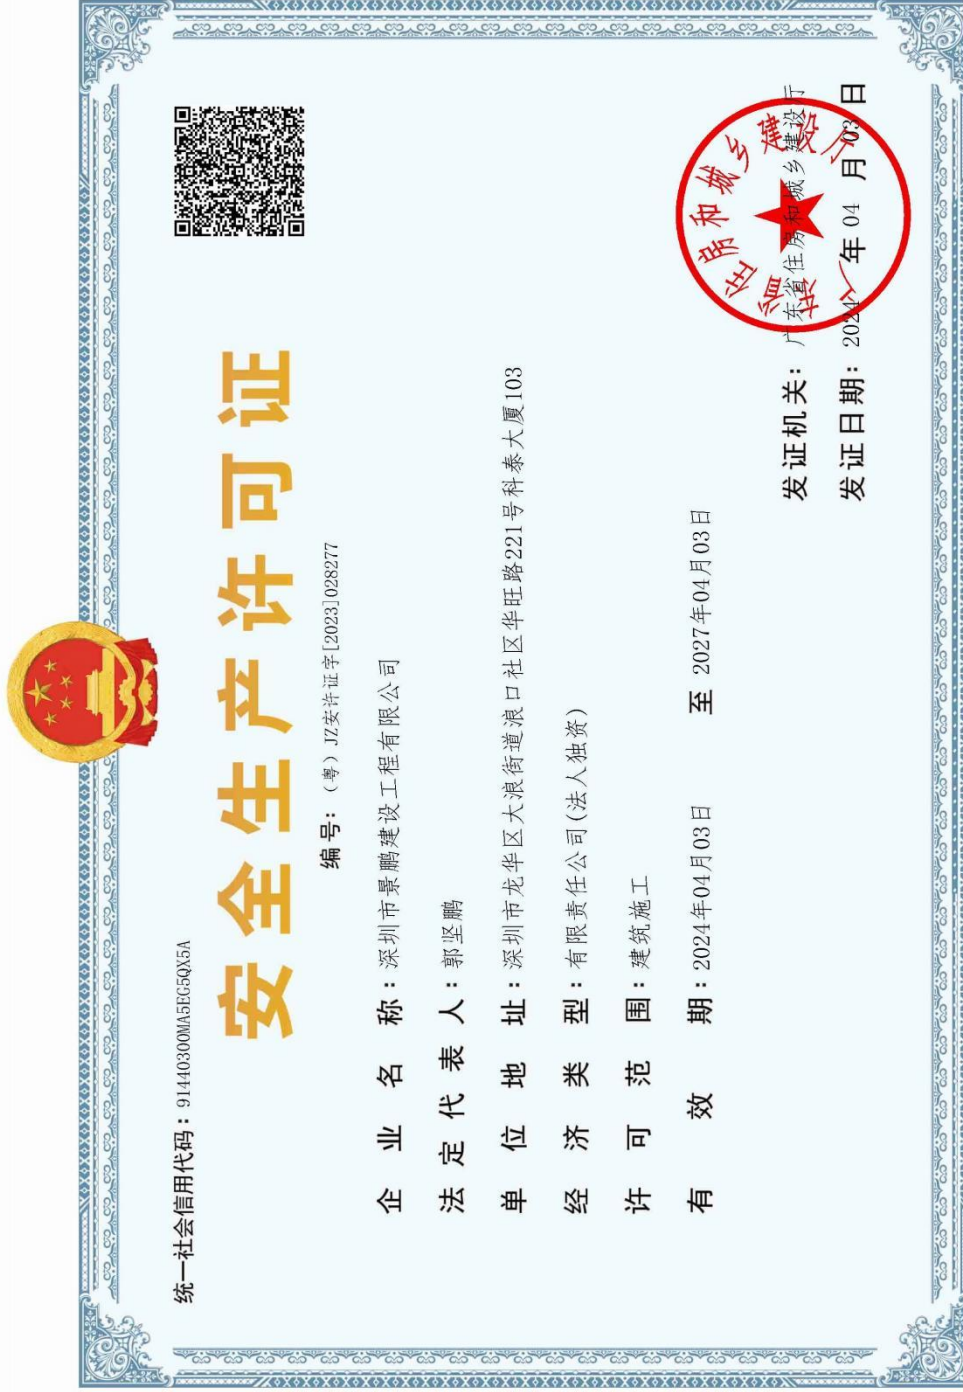 统一社会信用代码：91440300MA5EG5QX5A
安全生产许可证
编号：（粤）JZ安许证字[2023]028277
企业名称：深圳市景鹏建设工程有限公司
法定代表人：郭坚鹏
单位地址：深圳市龙华区大浪街道浪口社区华旺路221号科泰大厦103
经济类型：有限责任公司(法人独资)
许可范围：建筑施工
有效期：2024年04月03日 至 2027年04月03日
发证机关：广东省住房和城乡建设厅
发证日期：2024年04月03日
广东省住房和城乡建设厅